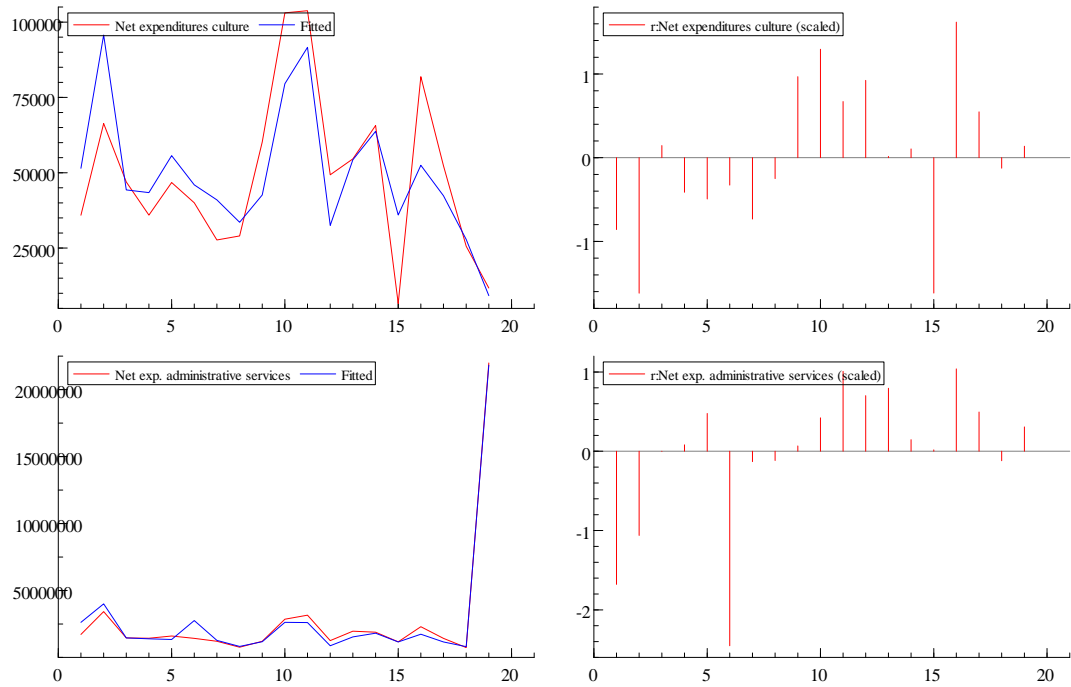 100000
Net expenditures culture Fitted
75000
50000
25000
0 5 10 15 20
r:Net expenditures culture (scaled)
1
0
-1
0 5 10 15 20
Net exp. administrative services Fitted
20000000
15000000
10000000
5000000
0 5 10 15 20
r:Net exp. administrative services (scaled)
1
0
-1
-2
0 5 10 15 20